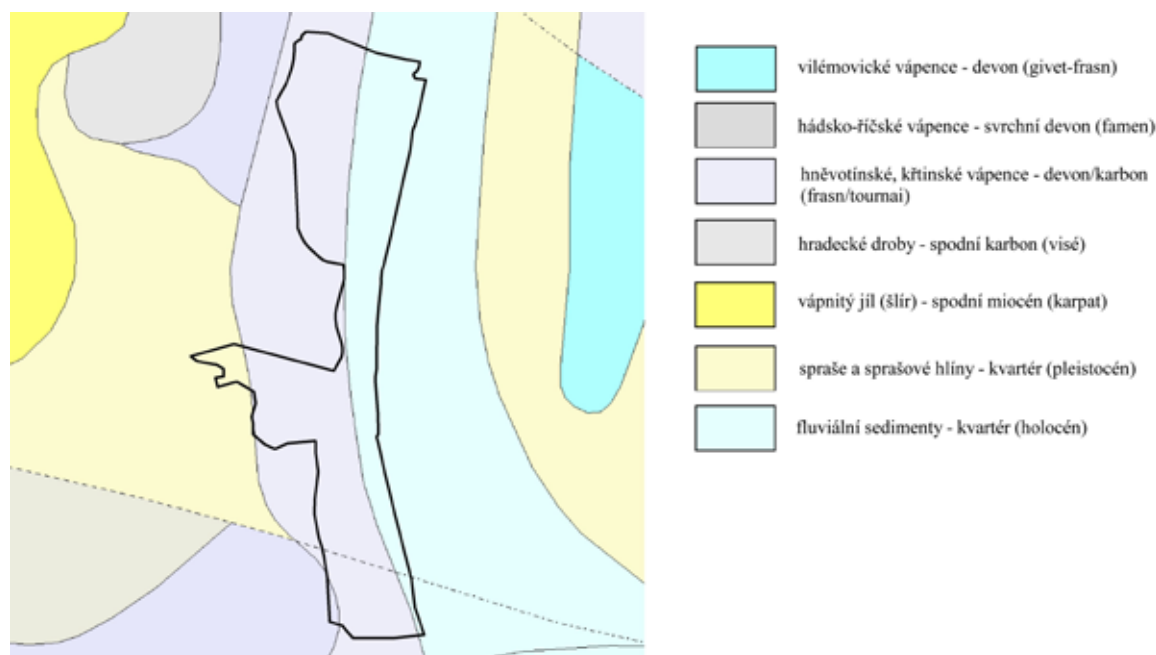 vilémovické vápence - devon (givet-frasn)
hádsko-říčské vápence - svrchní devon (famen)
hněvotínské, křtinské vápence - devon/karbon
(frasn/tournai)
hradecké droby - spodní karbon (visé)
vápnitý jíl (šlír) - spodní miocén (karpat)
spraše a sprašové hlíny - kvartér (pleistocén)
fluviální sedimenty - kvartér (holocén)